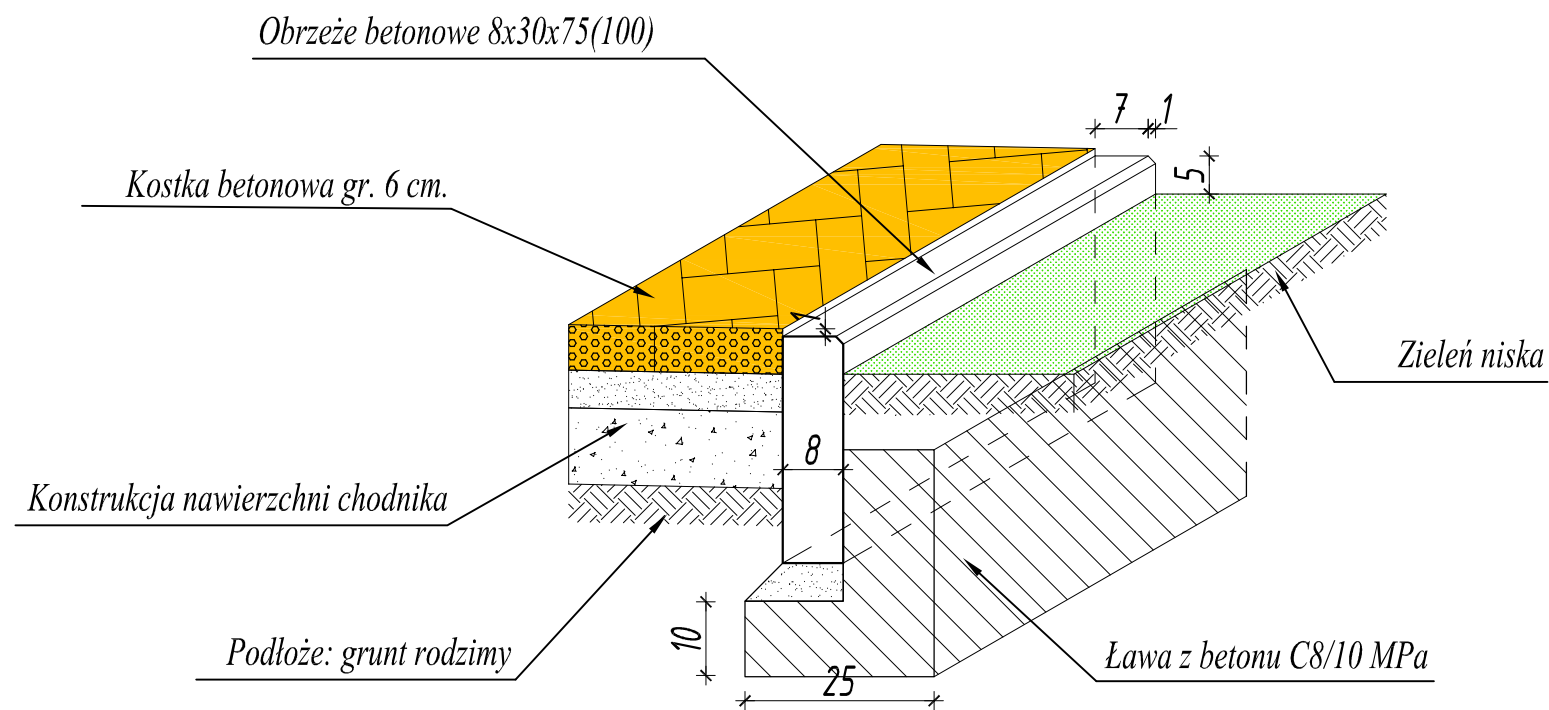 Obrzeże betonowe 8x30x75(100)
7 1
5
Kostka betonowa gr. 6 cm.
1
Zieleń niska
8
Konstrukcja nawierzchni chodnika
10
Podłoże: grunt rodzimy
Ława z betonu C8/10 MPa
25